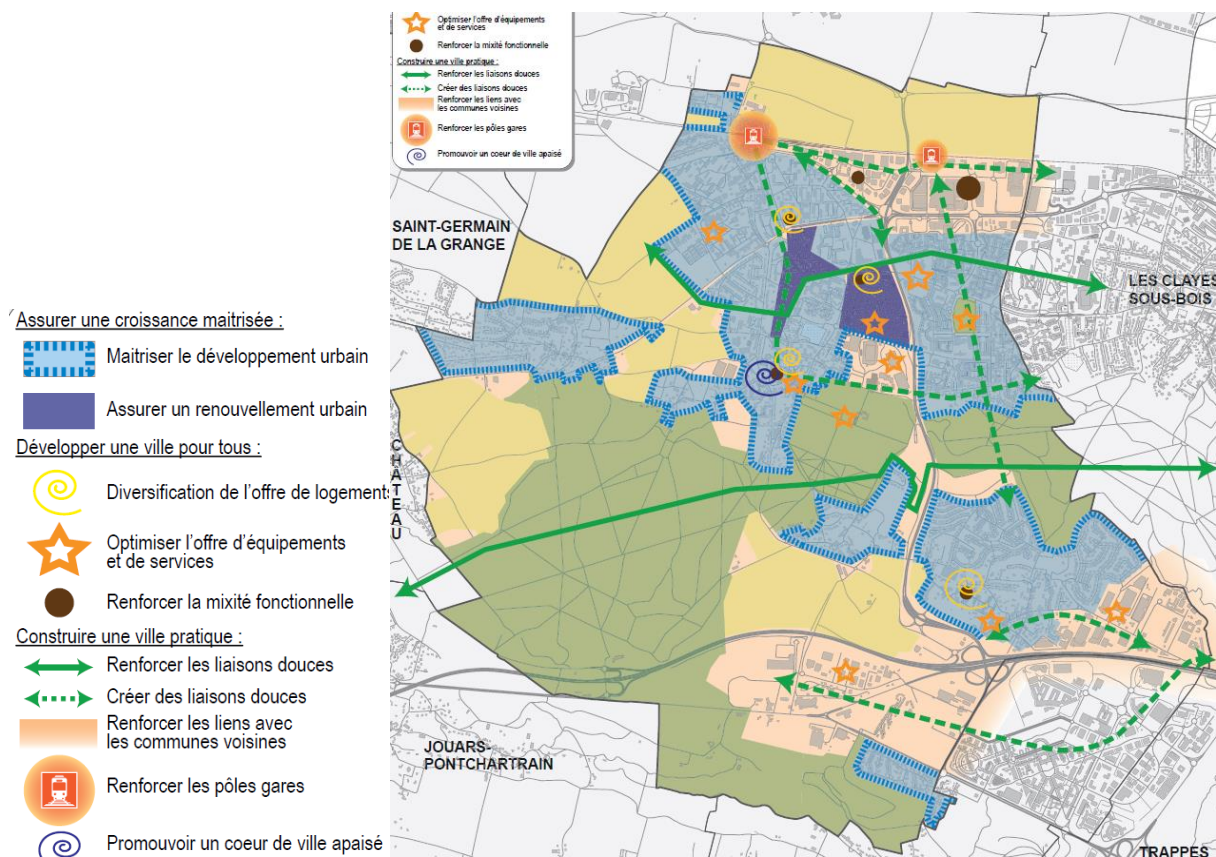 Optimiser l'offre d'équipements
et de services
Renforcer la mixité fonctionnelle
Construire une ville pratique :
Renforcer les liaisons douces
Créer des liaisons douces
Renforcer les liens avec
les communes voisines
Renforcer les pôles gares
Promouvoir un coeur de ville apaisé
SAINT-GERMAIN
DE LA GRANGE
LES CLAYES
SOUS-BOIS
CHÂTEAU
JOUARS-
PONTCHARTRAIN
TRAPPES
Assurer une croissance maitrisée :
Maitriser le développement urbain
Assurer un renouvellement urbain
Développer une ville pour tous :
Diversification de l'offre de logements
Optimiser l'offre d'équipements
et de services
Renforcer la mixité fonctionnelle
Construire une ville pratique :
Renforcer les liaisons douces
Créer des liaisons douces
Renforcer les liens avec
les communes voisines
Renforcer les pôles gares
Promouvoir un coeur de ville apaisé